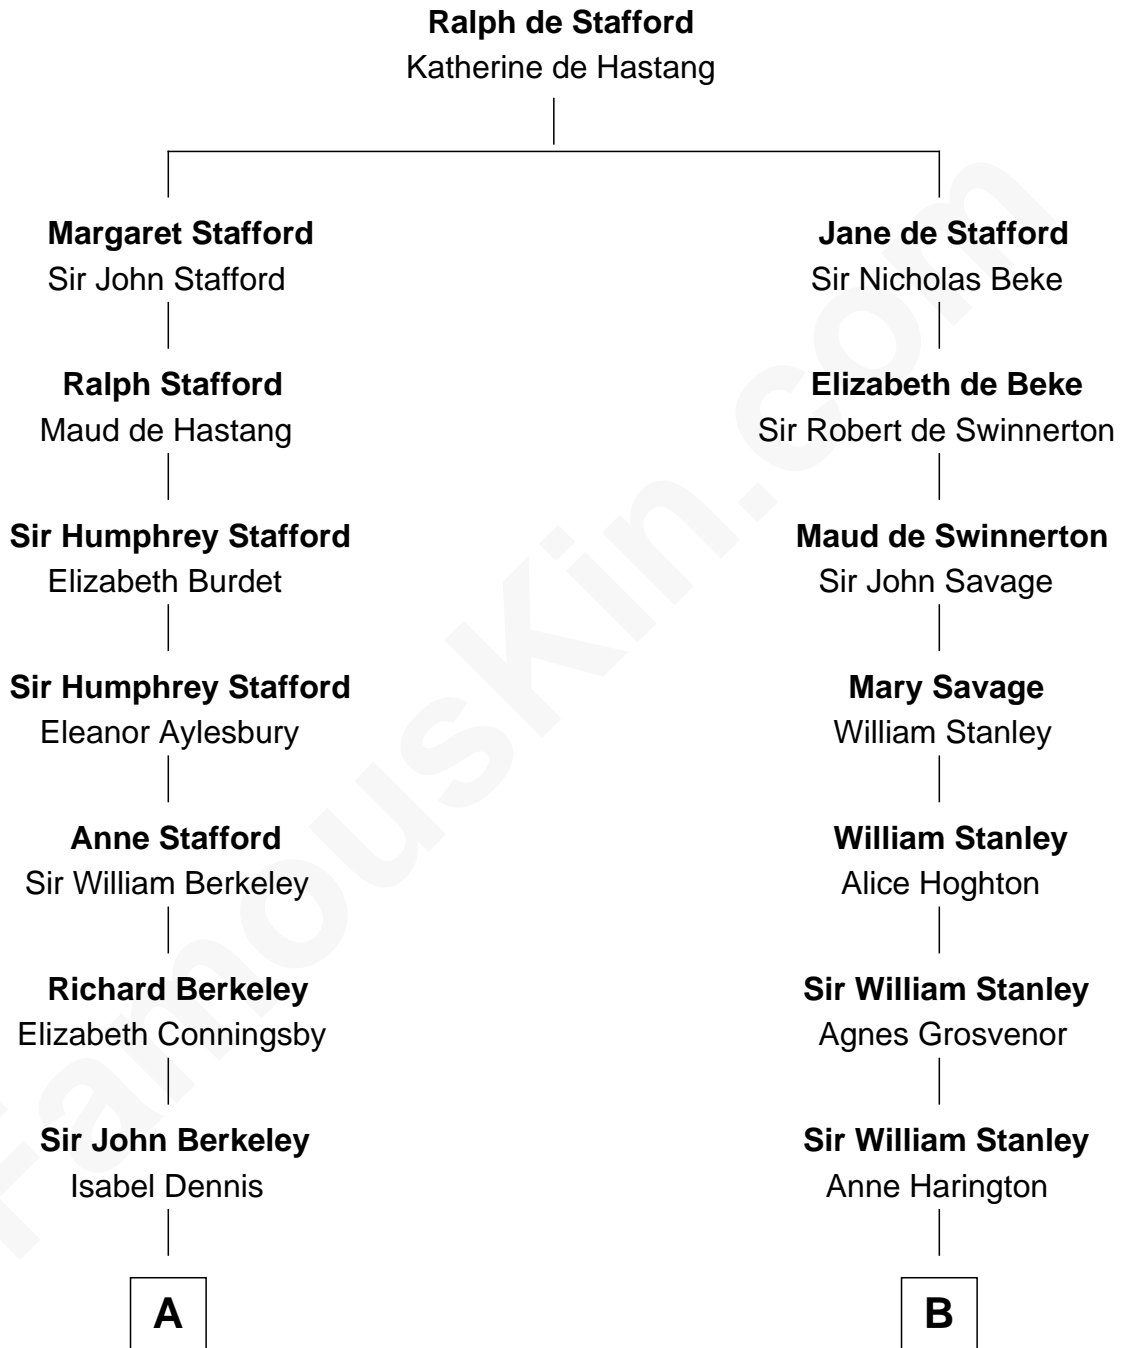 Ralph de Stafford
Katherine de Hastang
Margaret Stafford
Sir John Stafford
Jane de Stafford
Sir Nicholas Beke
Ralph Stafford
Maud de Hastang
Elizabeth de Beke
Sir Robert de Swinnerton
Sir Humphrey Stafford
Elizabeth Burdet
Maud de Swinnerton
Sir John Savage
Sir Humphrey Stafford
Eleanor Aylesbury
Mary Savage
William Stanley
Anne Stafford
Sir William Berkeley
William Stanley
Alice Hoghton
Richard Berkeley
Elizabeth Conningsby
Sir William Stanley
Agnes Grosvenor
Sir John Berkeley
Isabel Dennis
Sir William Stanley
Anne Harington
A
B
FamousKin.com